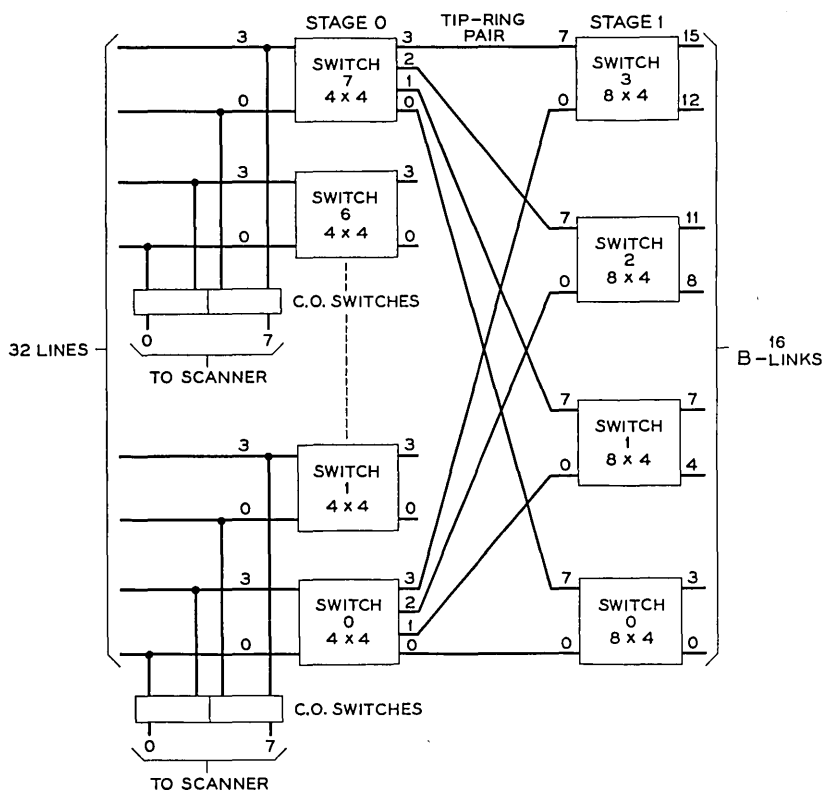 STAGE 0 TIP-RING PAIR STAGE 1
3 SWITCH 7 4 x 4 3 2 1 0
0
7 SWITCH 3 8 x 4 15
0 12
3 SWITCH 6 4 x 4 3
0 0
7 SWITCH 2 8 x 4 11
0 8
C.O. SWITCHES
0 7
TO SCANNER
32 LINES
16 B-LINKS
3 SWITCH 1 4 x 4 3
0 0
7 SWITCH 1 8 x 4 7
0 4
3 SWITCH 0 4 x 4 3 2 1 0
0
7 SWITCH 0 8 x 4 3
0 0
C.O. SWITCHES
0 7
TO SCANNER